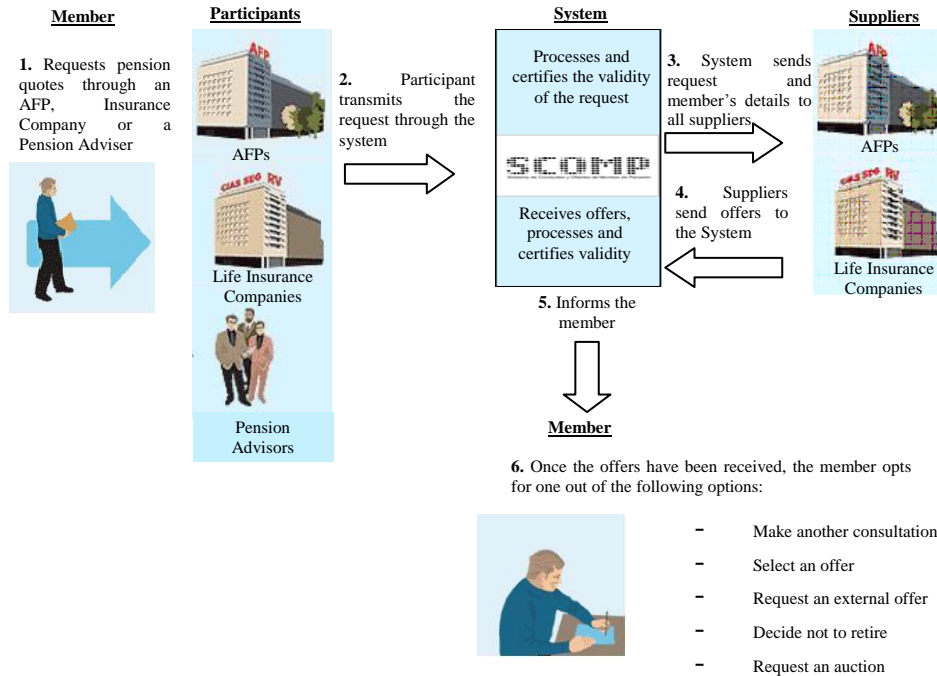 Member
1. Requests pension
quotes through an
AFP, Insurance
Company or a
Pension Adviser
Participants
AFP
AFPs
CIAS SEG RV
Life Insurance
Companies
Pension
Advisors
2. Participant
transmits the
request through the
system
System
Processes and
certifies the validity
of the request
SCOMP
Receives offers,
processes and
certifies validity
3. System sends
request and
member's details to
all suppliers
4. Suppliers
send offers to
the System
Suppliers
AFP
AFPs
CIAS SEG RV
Life Insurance
Companies
5. Informs the
member
Member
6. Once the offers have been received, the member opts
for one out of the following options:
- Make another consultation
- Select an offer
- Request an external offer
- Decide not to retire
- Request an auction